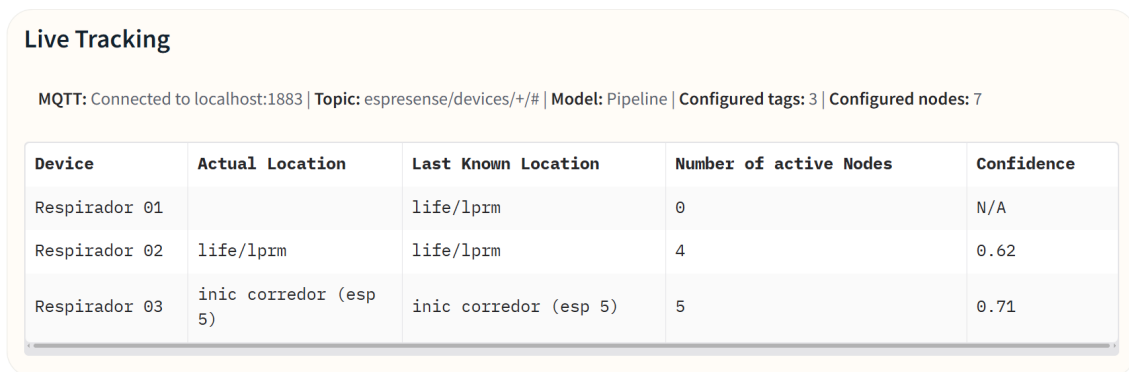 Live Tracking
MQTT: Connected to localhost:1883 | Topic: espresense/devices/+/# | Model: Pipeline | Configured tags: 3 | Configured nodes: 7
Device Actual Location Last Known Location Number of active Nodes Confidence
Respirador 01 life/lprm 0 N/A
Respirador 02 life/lprm life/lprm 4 0.62
Respirador 03 inic corredor (esp 5) inic corredor (esp 5) 5 0.71